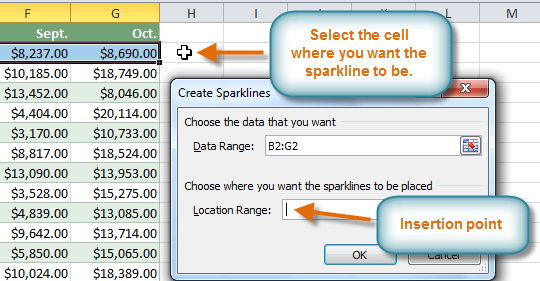 F G H I J K L M
Sept. Oct.
$8,237.00 $8,690.00
Select the cell
where you want the
sparkline to be.
$10,185.00 $18,749.00
$13,452.00 $8,046.00
$4,404.00 $20,114.00
$3,170.00 $10,733.00
$8,817.00 $18,524.00
$13,090.00 $13,953.00
$3,528.00 $15,275.00
$4,839.00 $13,085.00
$9,642.00 $13,714.00
$5,850.00 $15,065.00
$10,024.00 $18,389.00
Create Sparklines
Choose the data that you want
Data Range: B2:G2
Choose where you want the sparklines to be placed
Location Range:
Insertion point
OK Cancel